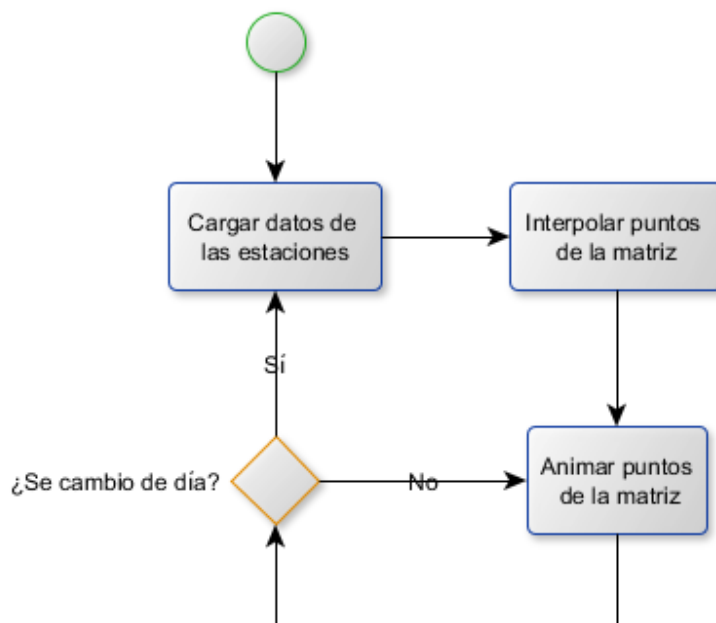 Cargar datos de
las estaciones
Interpolar puntos
de la matriz
Sí
¿Se cambio de día?
No
Animar puntos
de la matriz